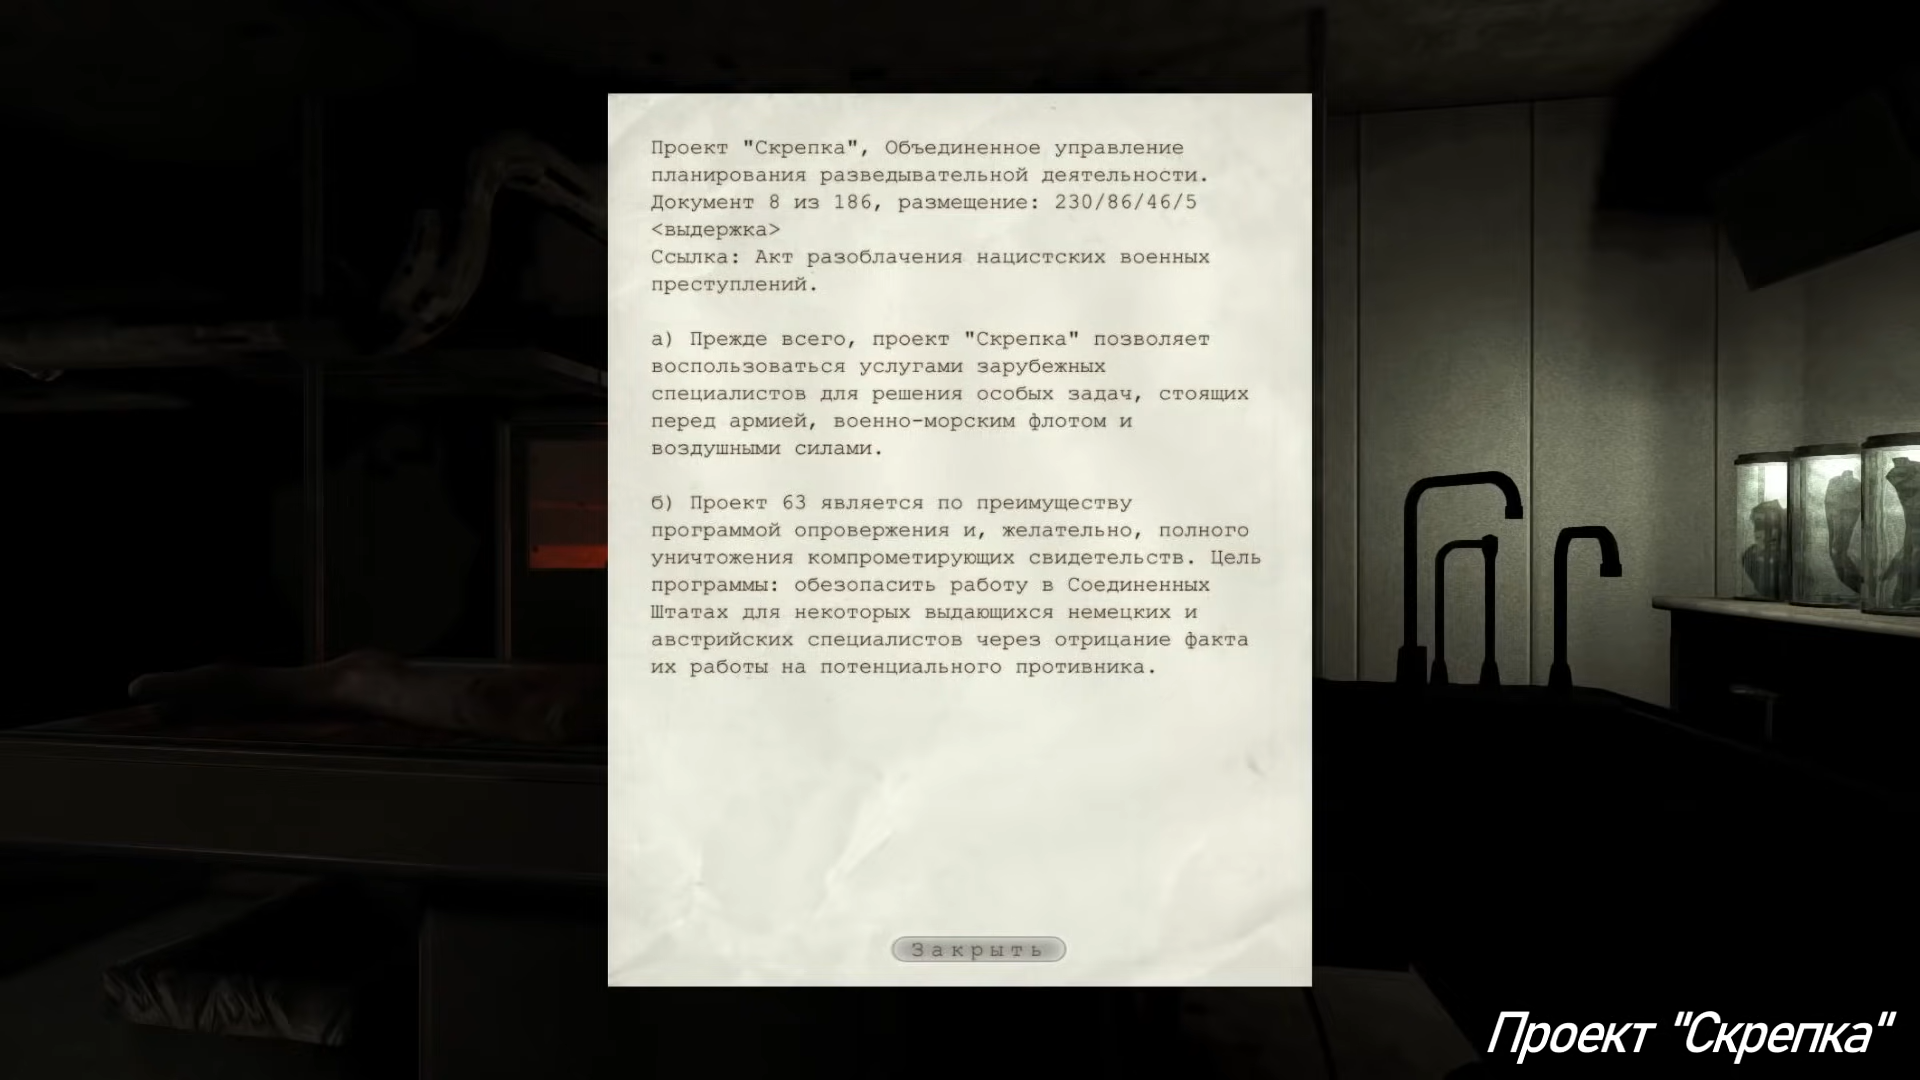 Проект "Скрепка", Объединенное управление
планирования разведывательной деятельности.
Документ 8 из 186, размещение: 230/86/46/5
<выдержка>
Ссылка: Акт разоблачения нацистских военных
преступлений.
а) Прежде всего, проект "Скрепка" позволяет
воспользоваться услугами зарубежных
специалистов для решения особых задач, стоящих
перед армией, военно-морским флотом и
воздушными силами.
б) Проект 63 является по преимуществу
программой опровержения и, желательно, полного
уничтожения компрометирующих свидетельств. Цель
программы: обезопасить работу в Соединенных
Штатах для некоторых выдающихся немецких и
австрийских специалистов через отрицание факта
их работы на потенциального противника.
Закрыть
Проект "Скрепка"